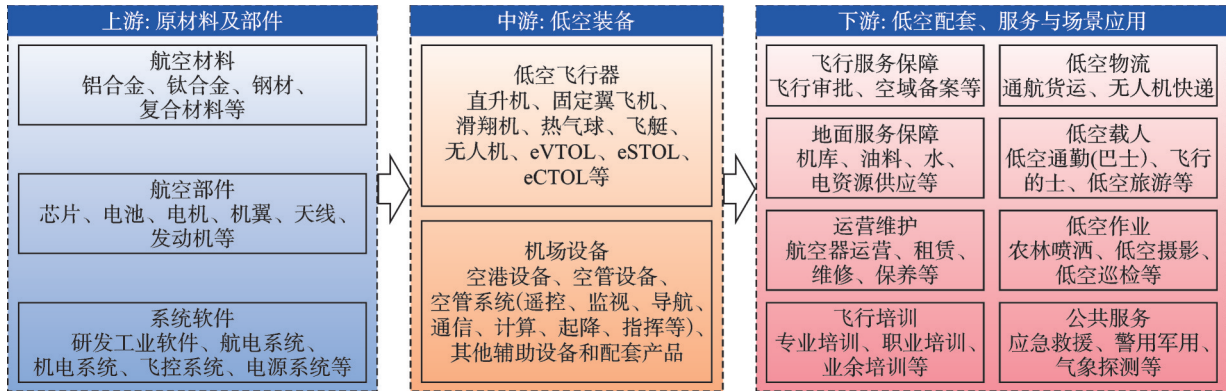 上游: 原材料及部件
航空材料
铝合金、钛合金、钢材、
复合材料等
航空部件
芯片、电池、电机、机翼、天线、
发动机等
系统软件
研发工业软件、航电系统、
机电系统、飞控系统、电源系统等
中游: 低空装备
低空飞行器
直升机、固定翼飞机、
滑翔机、热气球、飞艇、
无人机、eVTOL、eSTOL、
eCTOL等
机场设备
空港设备、空管设备、
空管系统(遥控、监视、导航、
通信、计算、起降、指挥等)、
其他辅助设备和配套产品
下游: 低空配套、服务与场景应用
飞行服务保障
飞行审批、空域备案等
地面服务保障
机库、油料、水、
电资源供应等
运营维护
航空器运营、租赁、
维修、保养等
飞行培训
专业培训、职业培训、
业余培训等
低空物流
通航货运、无人机快递
低空载人
低空通勤(巴士)、飞行
的士、低空旅游等
低空作业
农林喷洒、低空摄影、
低空巡检等
公共服务
应急救援、警用军用、
气象探测等